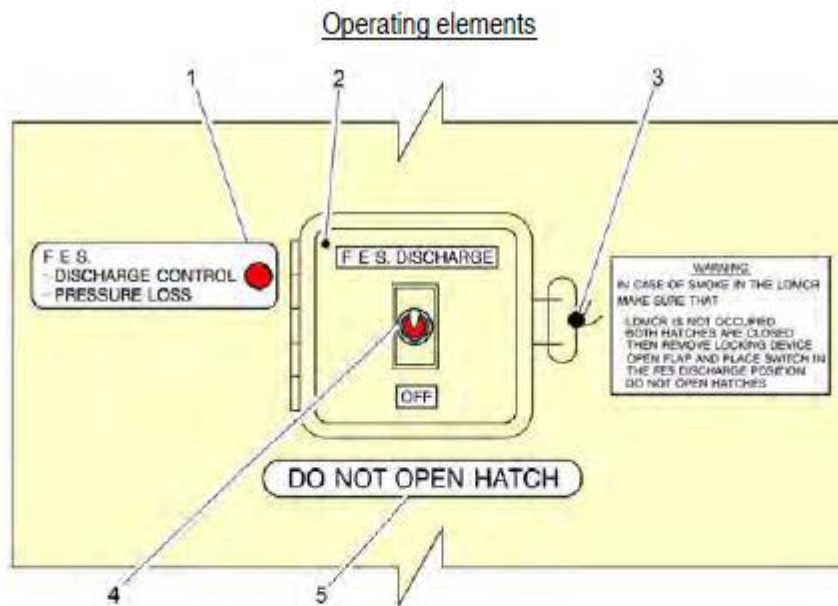 Operating elements
1
2
3
F E S.
- DISCHARGE CONTROL
- PRESSURE LOSS
F E S. DISCHARGE
OFF
WARNING
IN CASE OF SMOKE IN THE LDMCR
MAKE SURE THAT
LDMCR IS NOT OCCUPIED
BOTH HATCHES ARE CLOSED
THEN REMOVE LOCKING DEVICE
OPEN FLAP AND PLACE SWITCH IN
THE FES DISCHARGE POSITION
DO NOT OPEN HATCHES
DO NOT OPEN HATCH
4
5